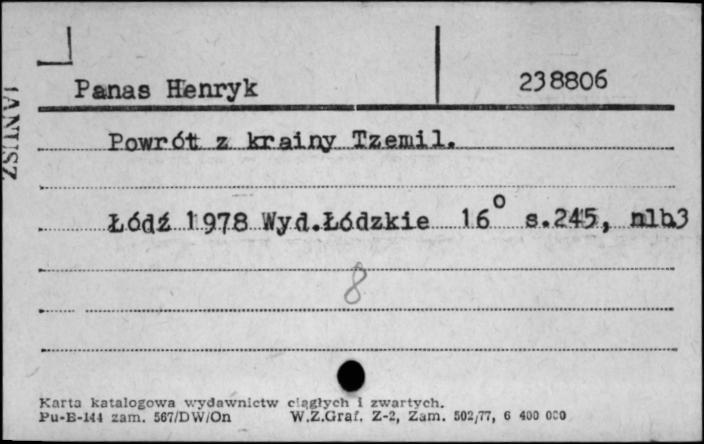 Panas Henryk 238806
JANUSZ
Powrót z krainy Tzemil.
Łódź 1978 Wyd.Łódzkie 16° s.245, nlb3
8
Karta katalogowa wydawnictw ciągłych i zwartych.
Pu-B-144 zam. 567/DW/On W.Z.Graf. Z-2, Zam. 502/77, 6 400 000